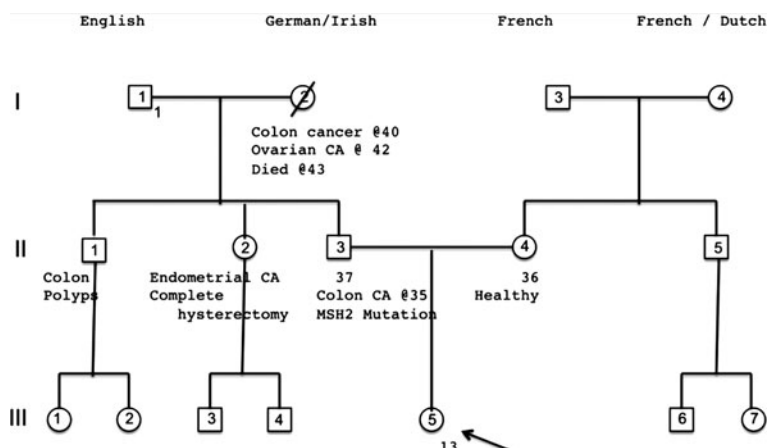 English German/Irish French French / Dutch
I 1 2 3 4
1
Colon cancer @40
Ovarian CA @ 42
Died @43
II 1 2 3 4 5
Colon Endometrial CA 37 36
Polyps Complete Colon CA @35 Healthy
hysterectomy MSH2 Mutation
III 1 2 3 4 5 6 7
13